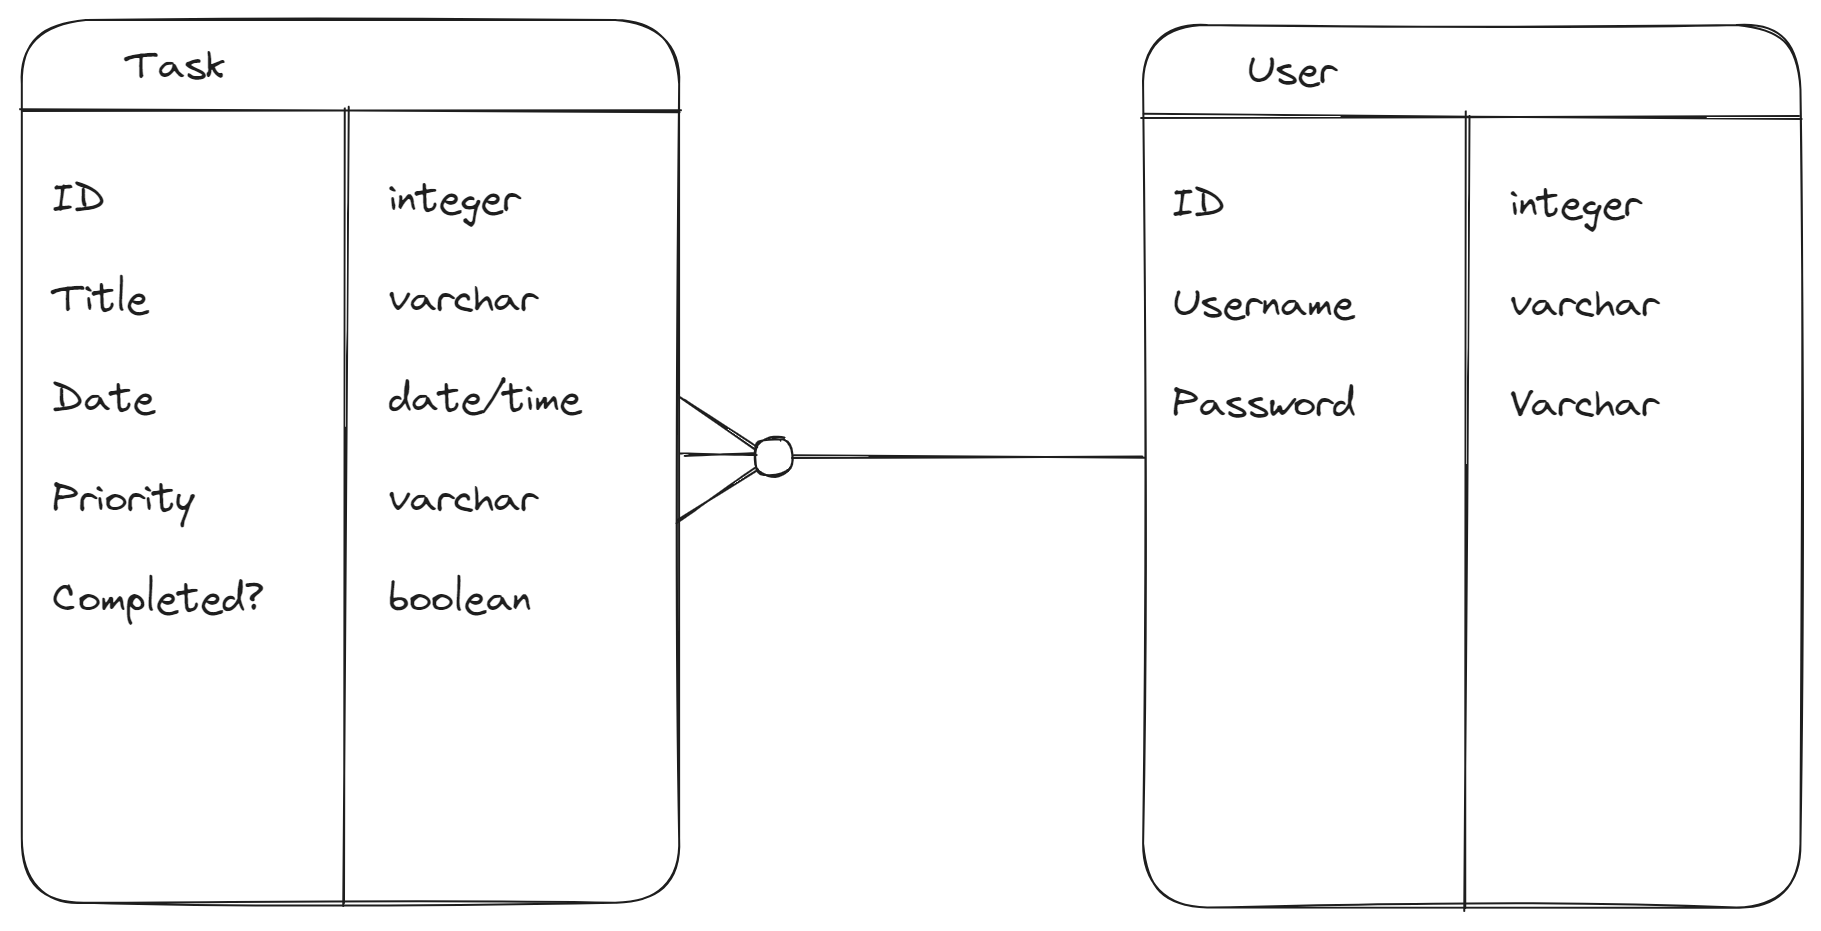 Task
ID integer
Title varchar
Date date/time
Priority varchar
Completed? boolean
User
ID integer
Username varchar
Password Varchar